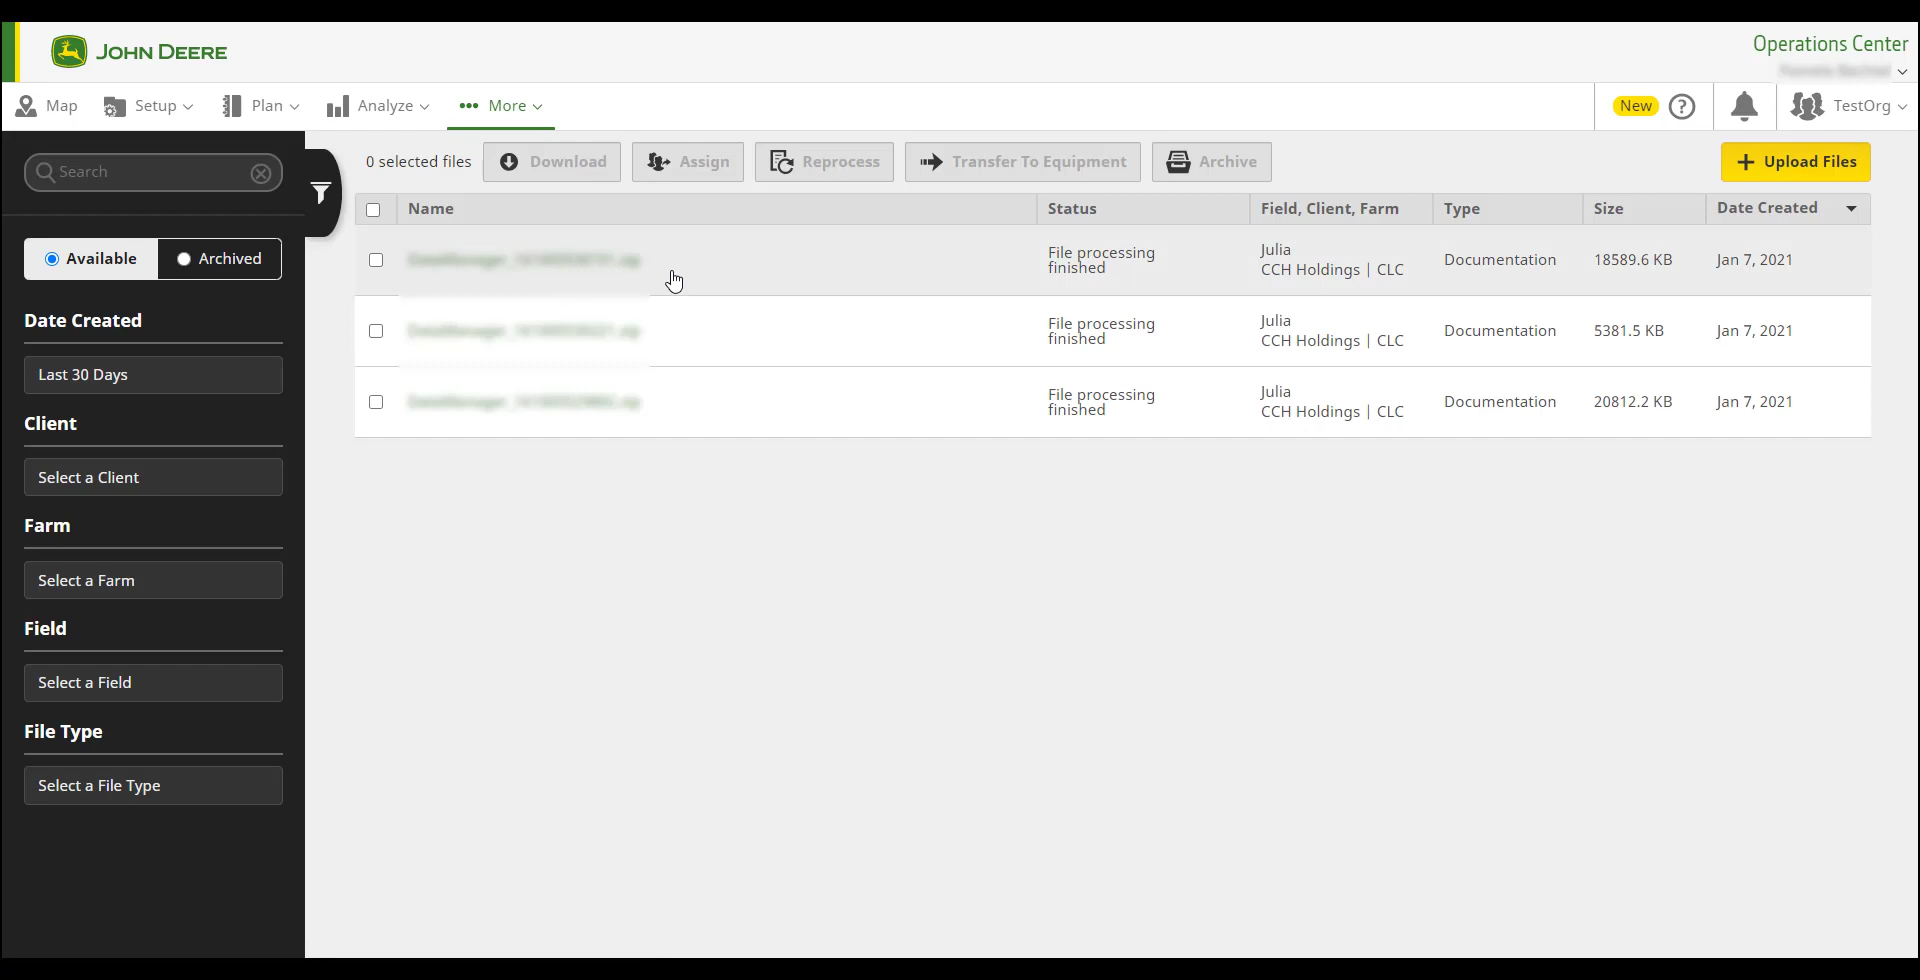 JOHN DEERE
Operations Center
Map
Setup
Plan
Analyze
More
New
?
TestOrg
Search
0 selected files
Download
Assign
Reprocess
Transfer To Equipment
Archive
+ Upload Files
Name
Status
Field, Client, Farm
Type
Size
Date Created
File processing
finished
Julia
CCH Holdings | CLC
Documentation
18589.6 KB
Jan 7, 2021
File processing
finished
Julia
CCH Holdings | CLC
Documentation
5381.5 KB
Jan 7, 2021
File processing
finished
Julia
CCH Holdings | CLC
Documentation
20812.2 KB
Jan 7, 2021
Available
Archived
Date Created
Last 30 Days
Client
Select a Client
Farm
Select a Farm
Field
Select a Field
File Type
Select a File Type